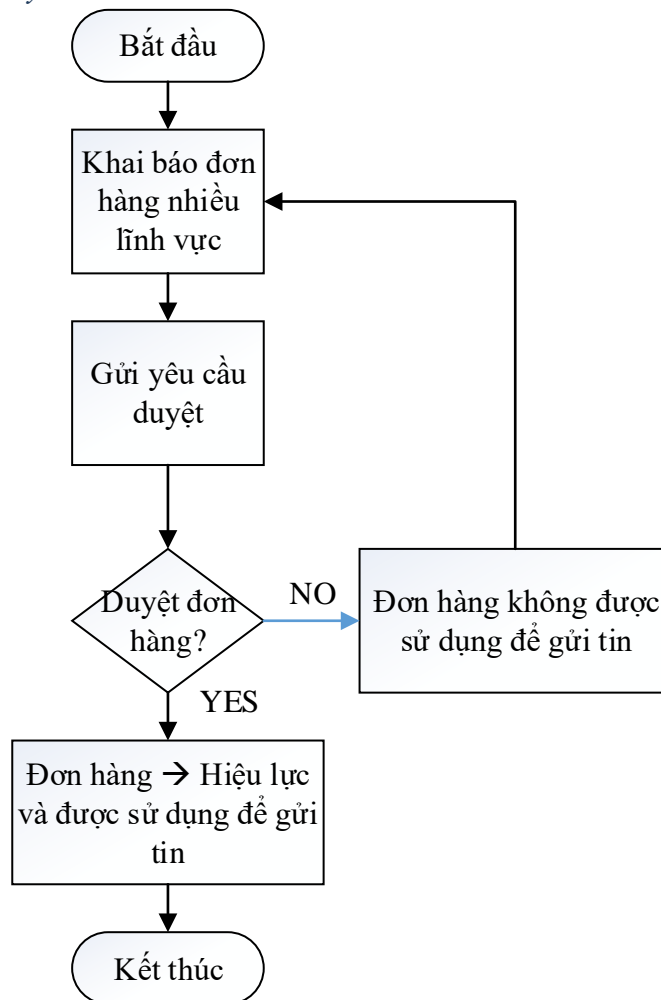 Bắt đầu
Khai báo đơn
hàng nhiều
lĩnh vực
Gửi yêu cầu
duyệt
Duyệt đơn
hàng?
NO
Đơn hàng không được
sử dụng để gửi tin
YES
Đơn hàng → Hiệu lực
và được sử dụng để gửi
tin
Kết thúc